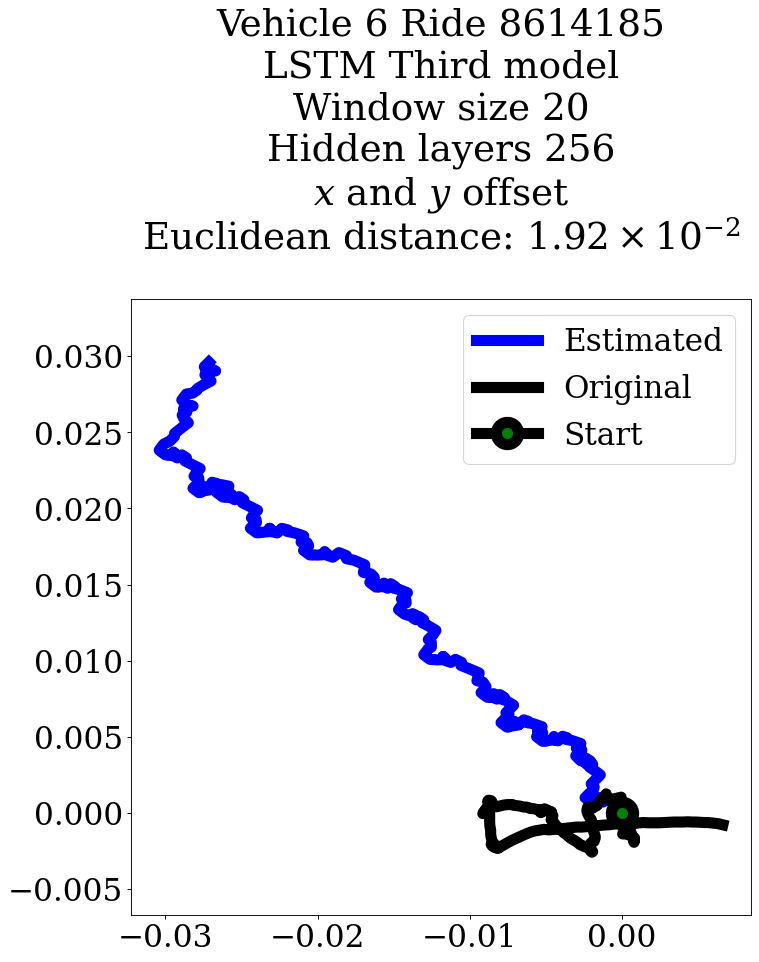 Vehicle 6 Ride 8614185
LSTM Third model
Window size 20
Hidden layers 256
x and y offset
Euclidean distance: 1.92 × 10⁻²
Estimated
Original
Start
0.030
0.025
0.020
0.015
0.010
0.005
0.000
−0.005
−0.03 −0.02 −0.01 0.00